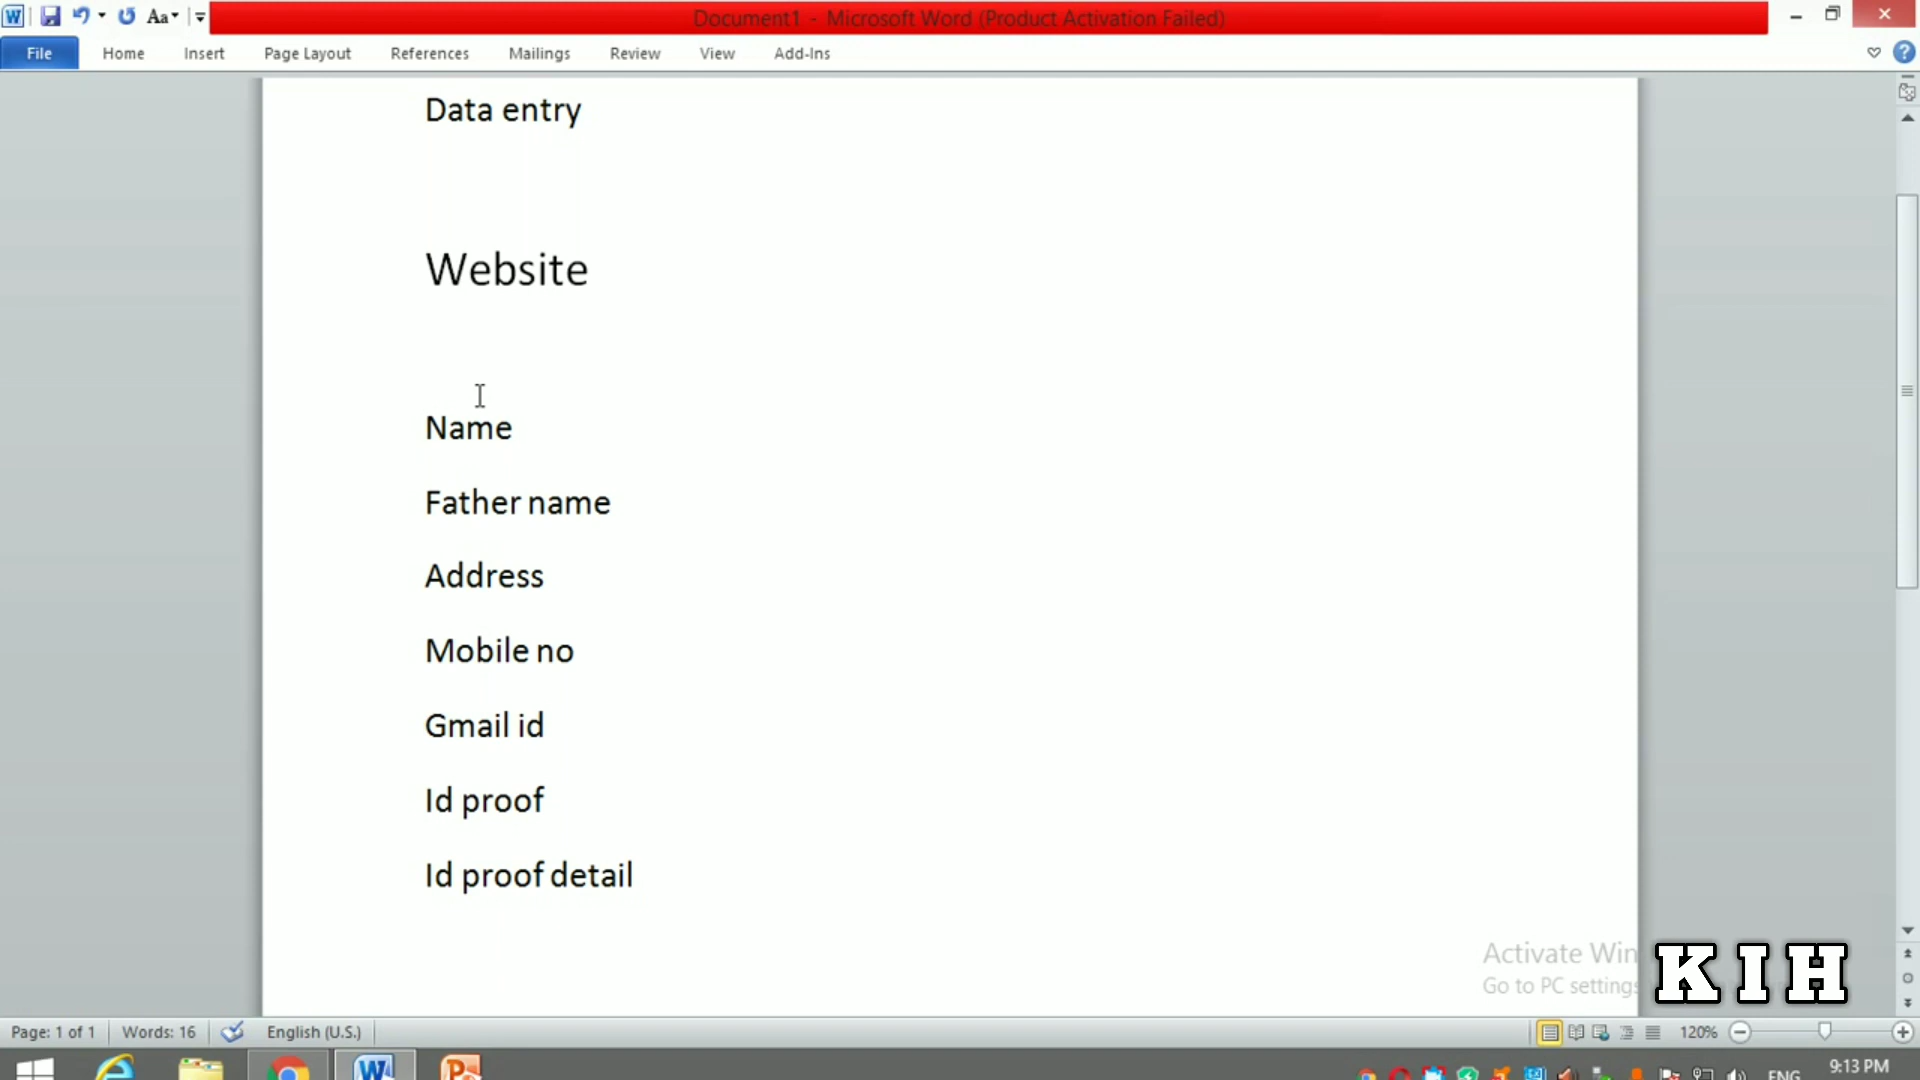 Aa
Document1 - Microsoft Word (Product Activation Failed)
File Home Insert Page Layout References Mailings Review View Add-Ins
Data entry
Website
Name
Father name
Address
Mobile no
Gmail id
Id proof
Id proof detail
Activate Win
Go to PC settings
KIH
Page: 1 of 1 Words: 16 English (U.S.) 120%
ENG 9:13 PM